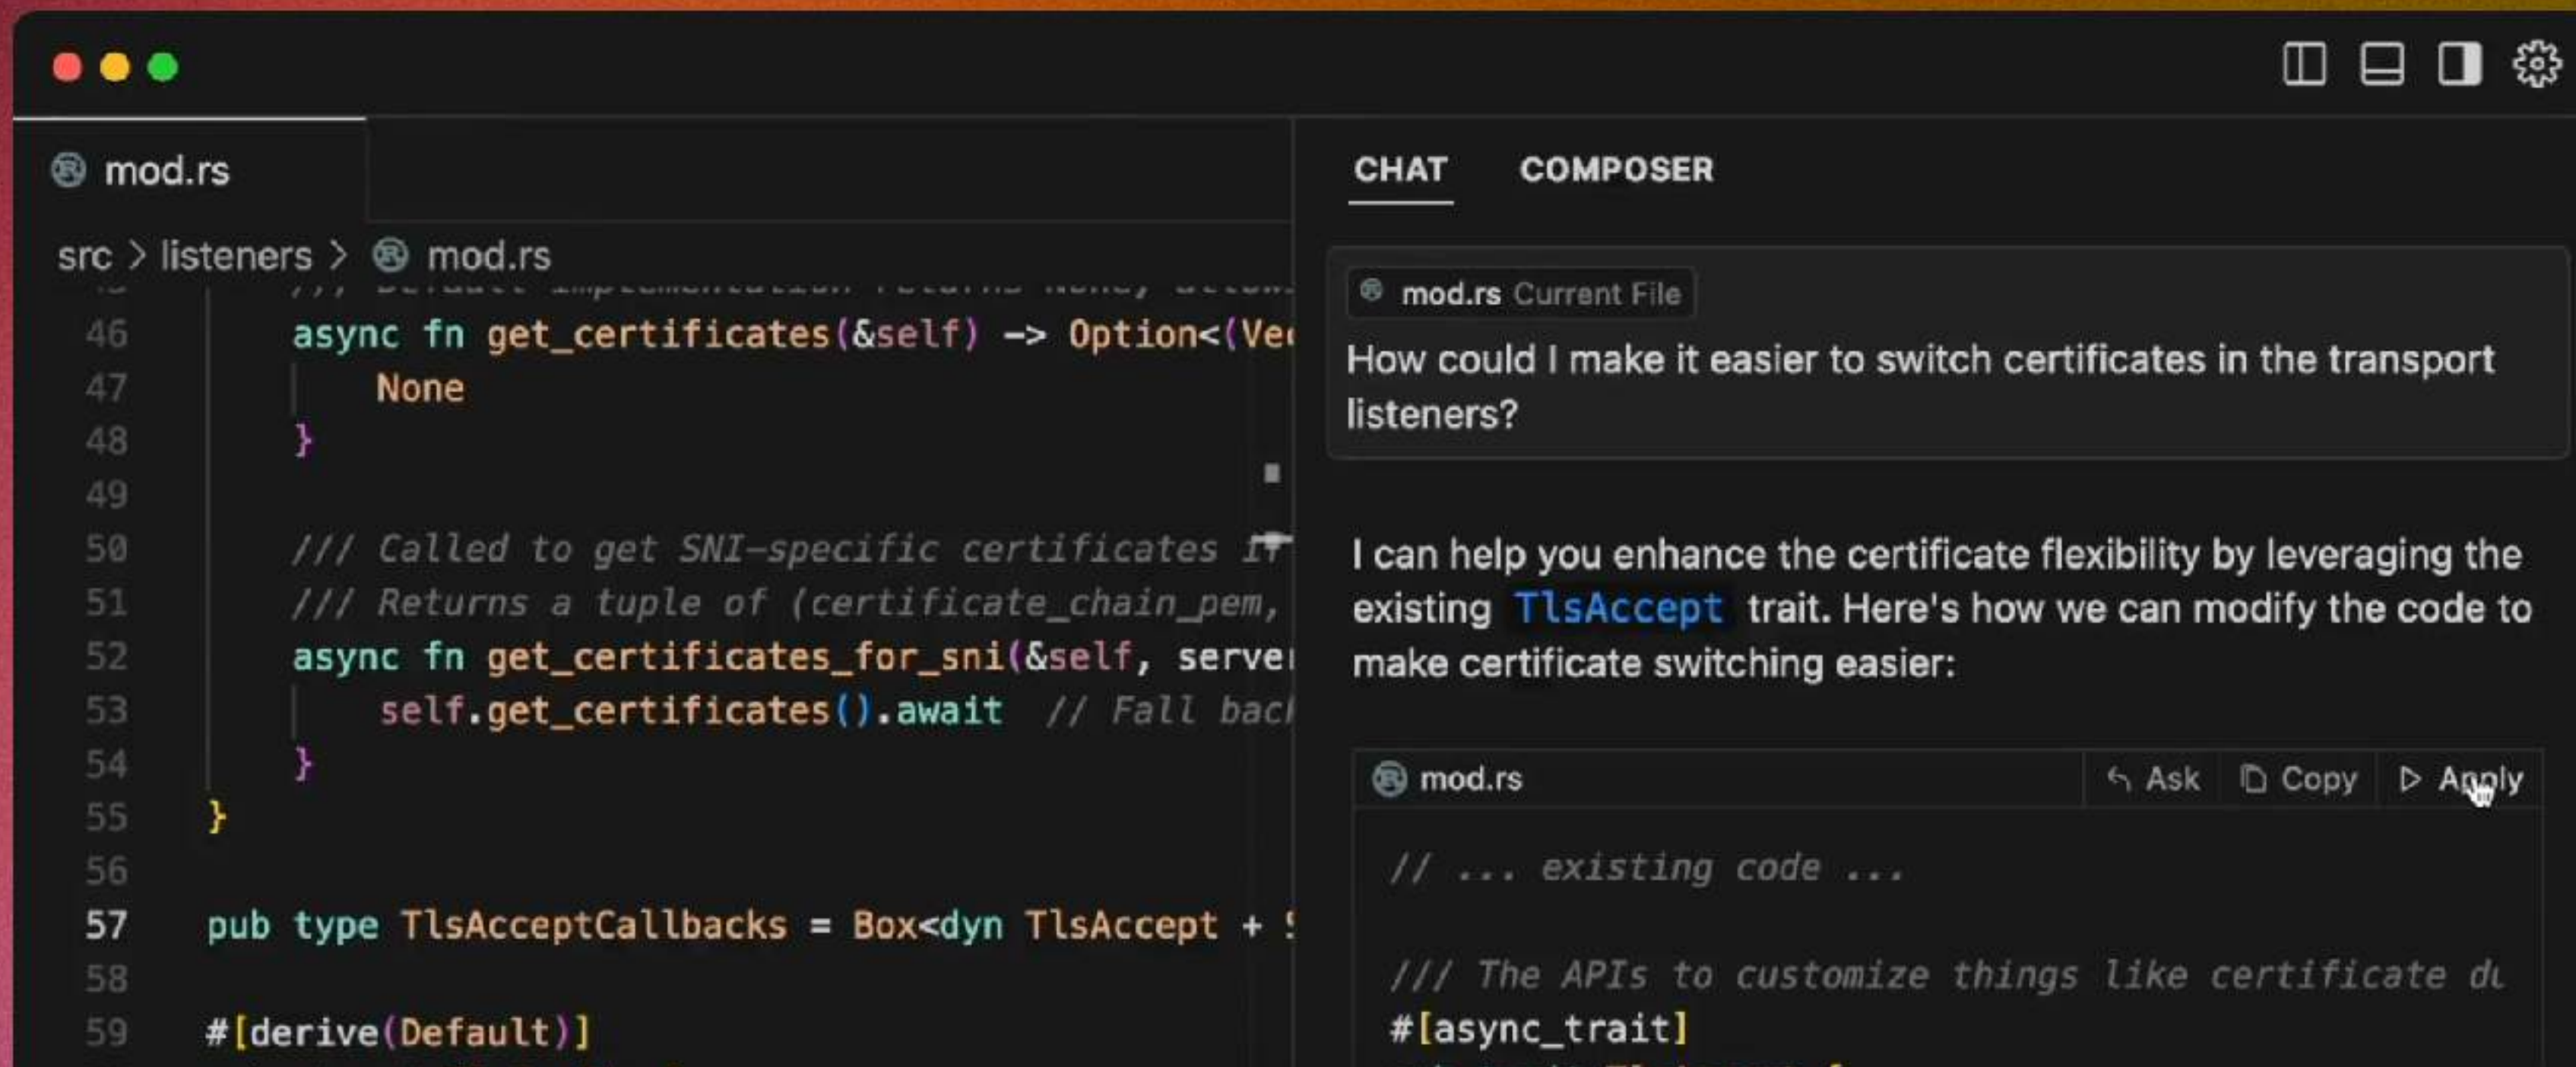 mod.rs
src > listeners > mod.rs
46 async fn get_certificates(&self) -> Option<(Vec
47 None
48 }
49
50 /// Called to get SNI-specific certificates if
51 /// Returns a tuple of (certificate_chain_pem,
52 async fn get_certificates_for_sni(&self, server
53 self.get_certificates().await // Fall back
54 }
55 }
56
57 pub type TlsAcceptCallbacks = Box<dyn TlsAccept +
58
59 #[derive(Default)]
CHAT COMPOSER
mod.rs Current File
How could I make it easier to switch certificates in the transport
listeners?
I can help you enhance the certificate flexibility by leveraging the
existing TlsAccept trait. Here's how we can modify the code to
make certificate switching easier:
mod.rs Ask Copy Apply
// ... existing code ...
/// The APIs to customize things like certificate
#[async_trait]